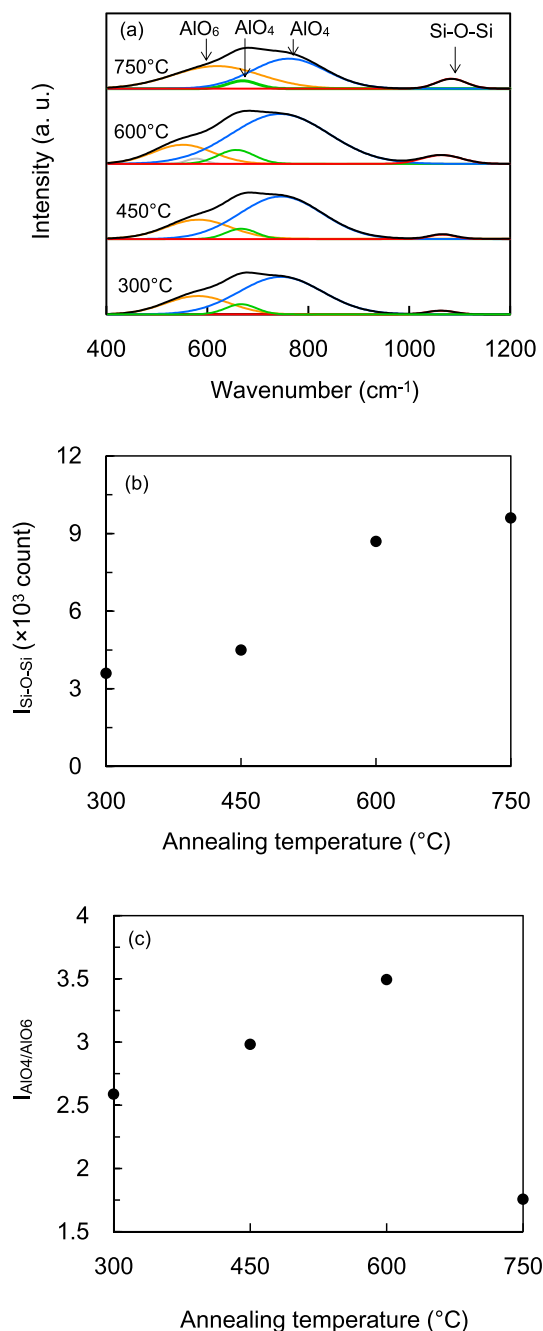 (a)
AlO₆ AlO₄ AlO₄ Si-O-Si
750°C
600°C
450°C
300°C
Intensity (a. u.)
400 600 800 1000 1200
Wavenumber (cm⁻¹)
(b)
12
9
6
3
0
I_Si-O-Si (×10³ count)
300 450 600 750
Annealing temperature (°C)
(c)
4
3.5
3
2.5
2
1.5
I_AlO4/AlO6
300 450 600 750
Annealing temperature (°C)